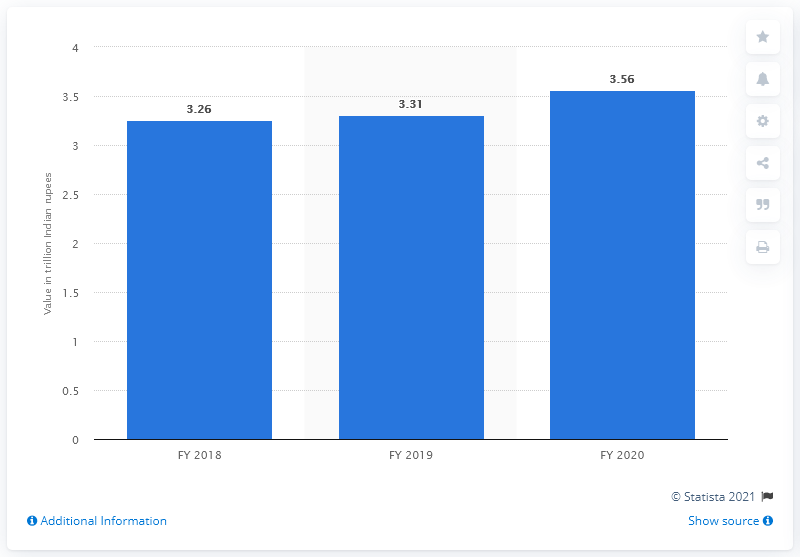 4
3.5
3
2.5
2
1.5
1
0.5
0
Value in trillion Indian rupees
3.26
3.31
3.56
FY 2018
FY 2019
FY 2020
© Statista 2021
Additional Information
Show source